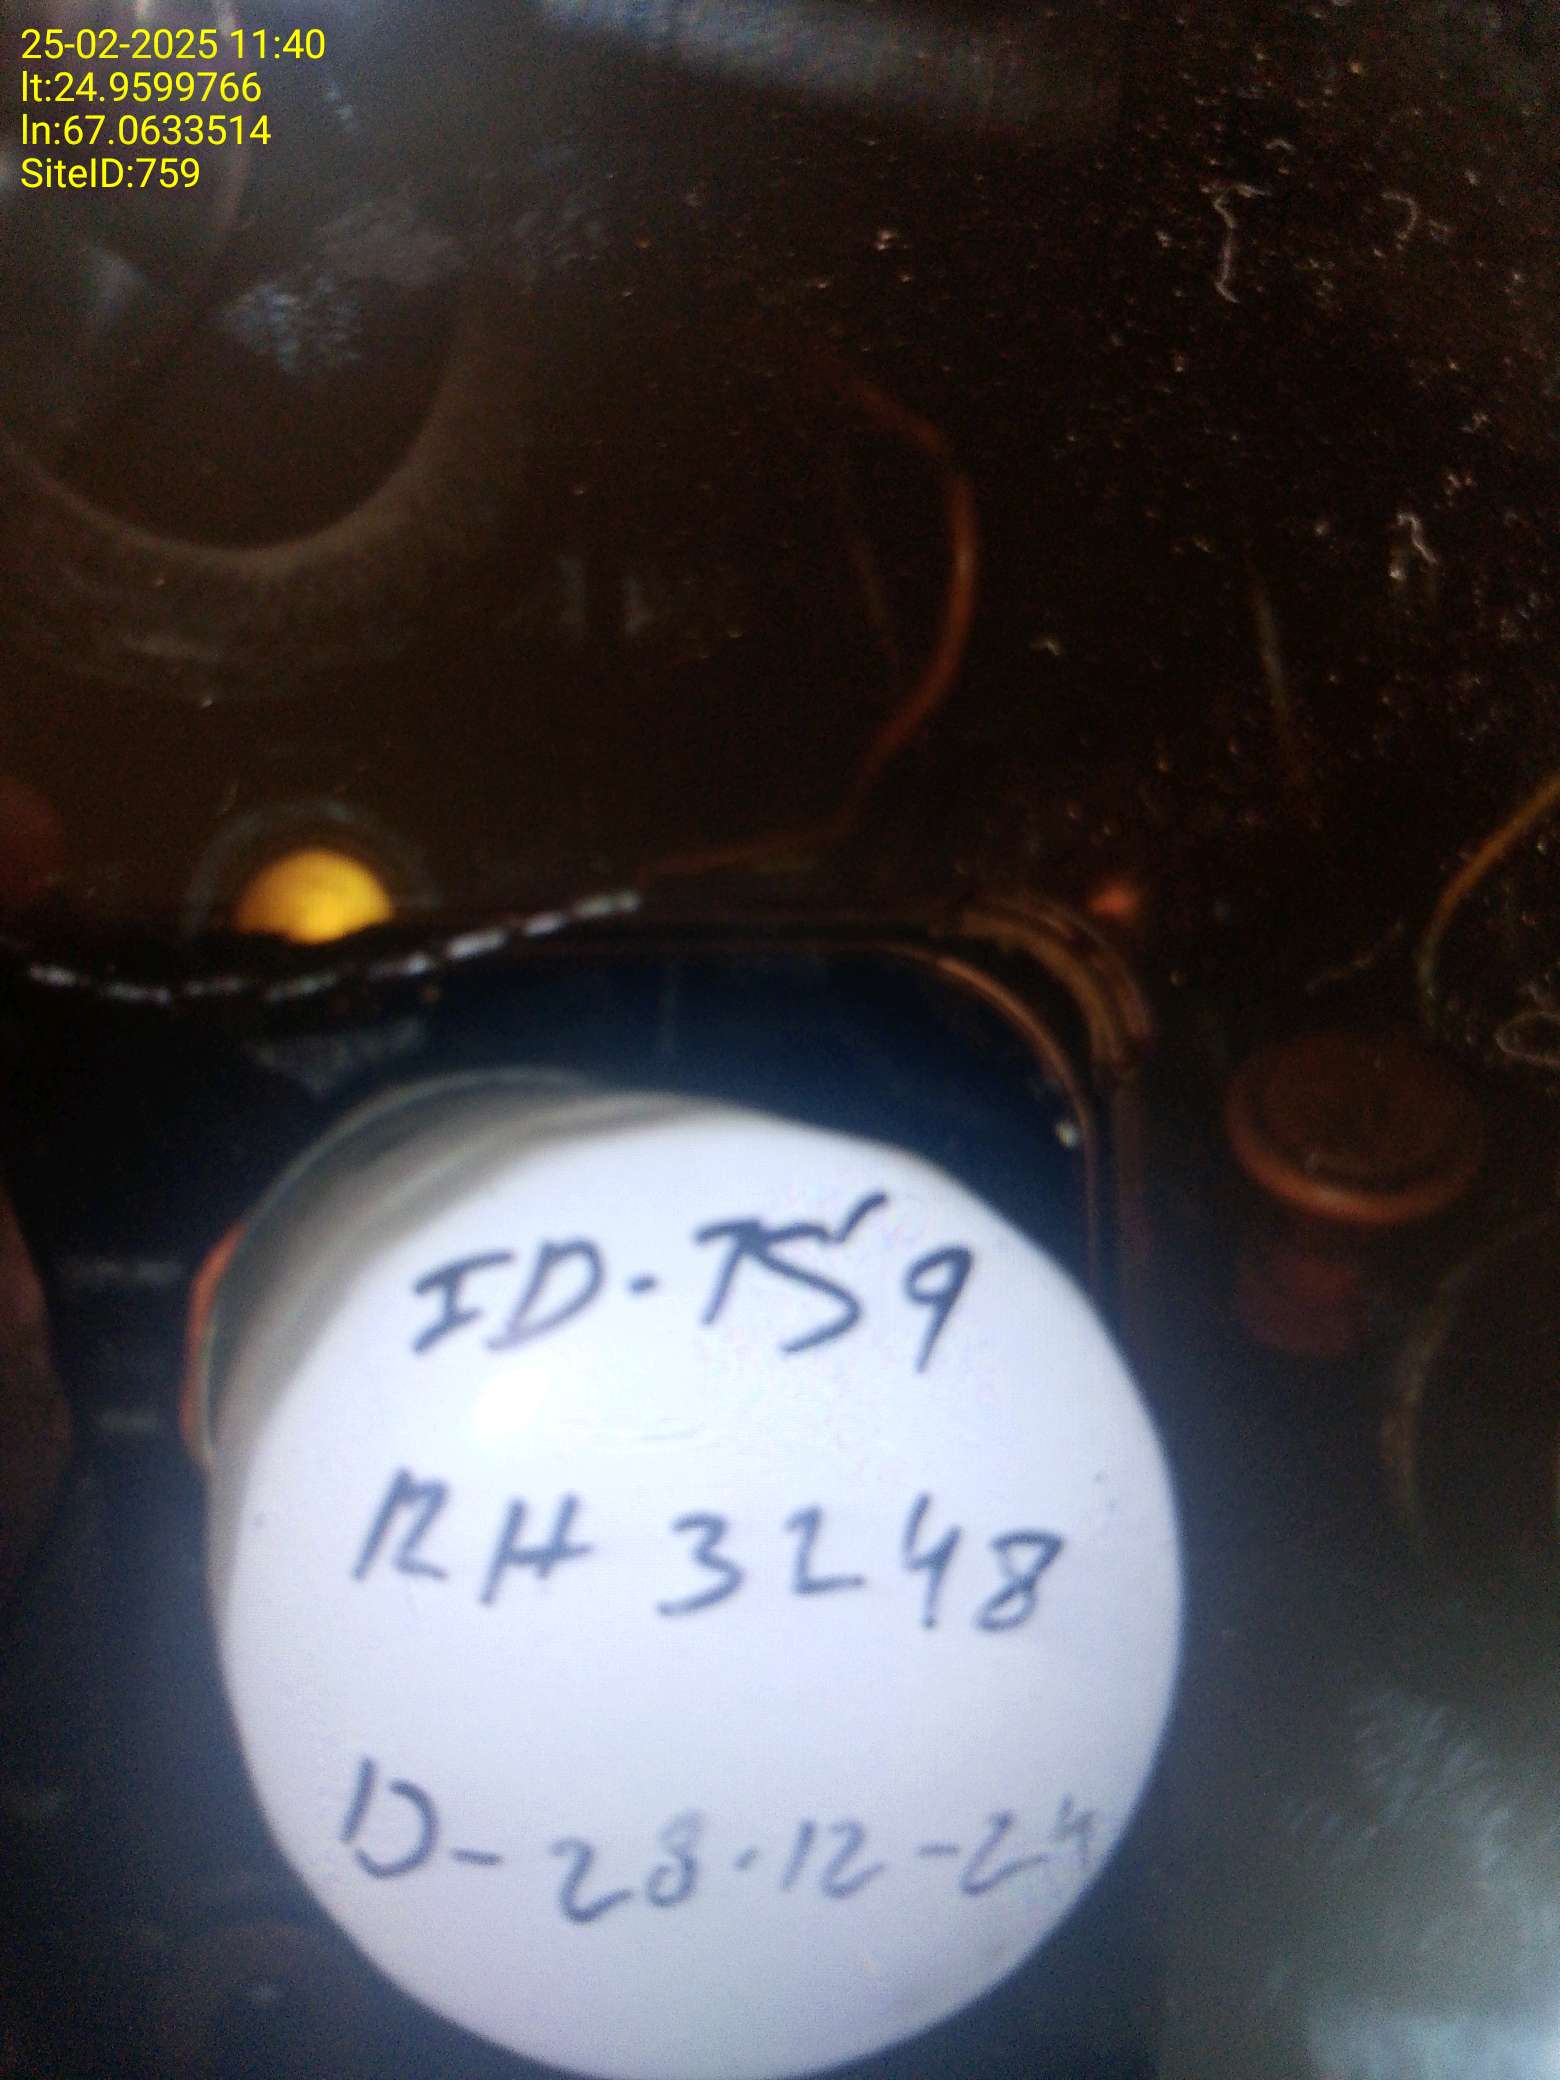 25-02-2025 11:40
lt:24.9599766
ln:67.0633514
SiteID:759
ID-759
RH 3248
D-28.12-24